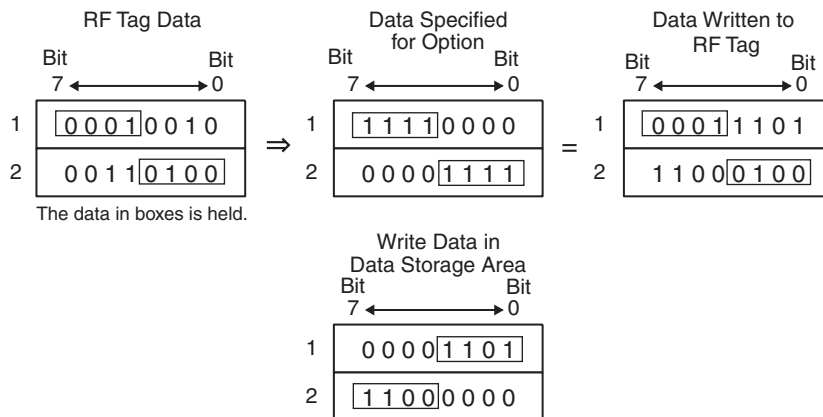 RF Tag Data
Bit Bit
7 0
1 0 0 0 1 0 0 1 0
2 0 0 1 1 0 1 0 0
The data in boxes is held.
⇒
Data Specified
for Option
Bit Bit
7 0
1 1 1 1 1 0 0 0 0
2 0 0 0 0 1 1 1 1
=
Data Written to
RF Tag
Bit Bit
7 0
1 0 0 0 1 1 1 0 1
2 1 1 0 0 0 1 0 0
Write Data in
Data Storage Area
Bit Bit
7 0
1 0 0 0 0 1 1 0 1
2 1 1 0 0 0 0 0 0